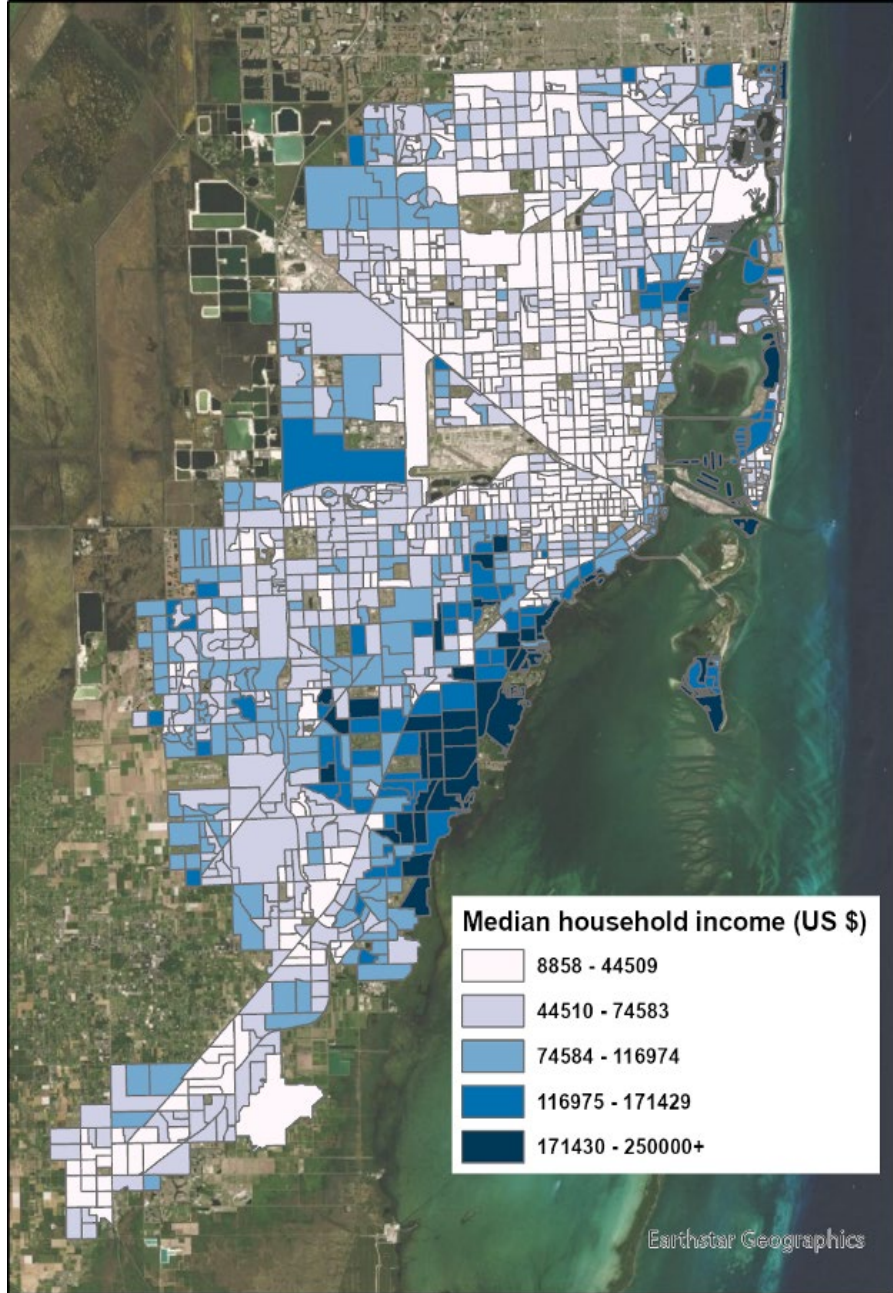 Median household income (US $)
8858 - 44509
44510 - 74583
74584 - 116974
116975 - 171429
171430 - 250000+
Earthstar Geographics